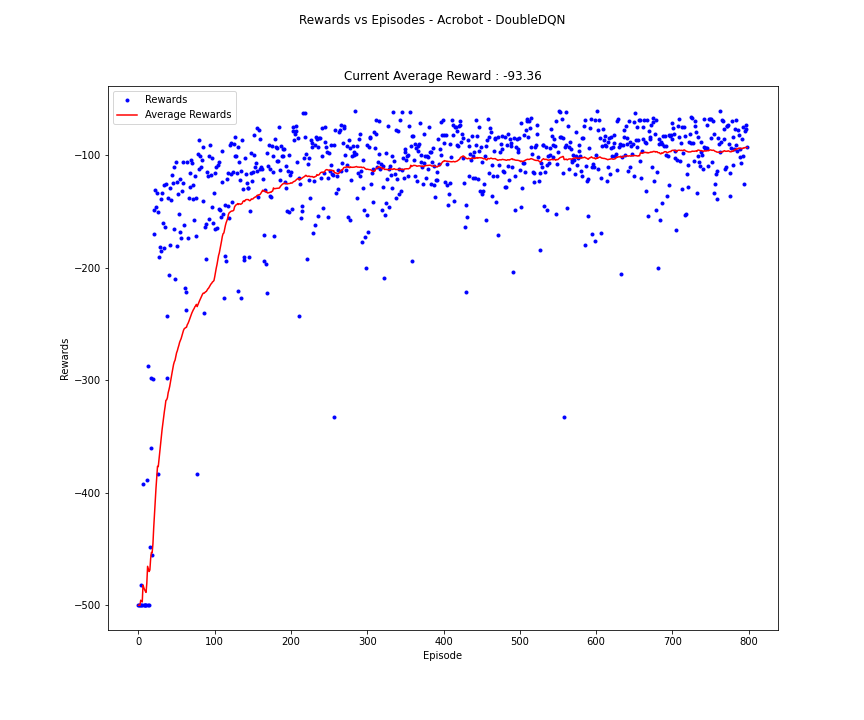 Rewards vs Episodes - Acrobot - DoubleDQN
Current Average Reward : -93.36
Rewards
Average Rewards
−100
−200
−300
−400
−500
Rewards
0 100 200 300 400 500 600 700 800
Episode